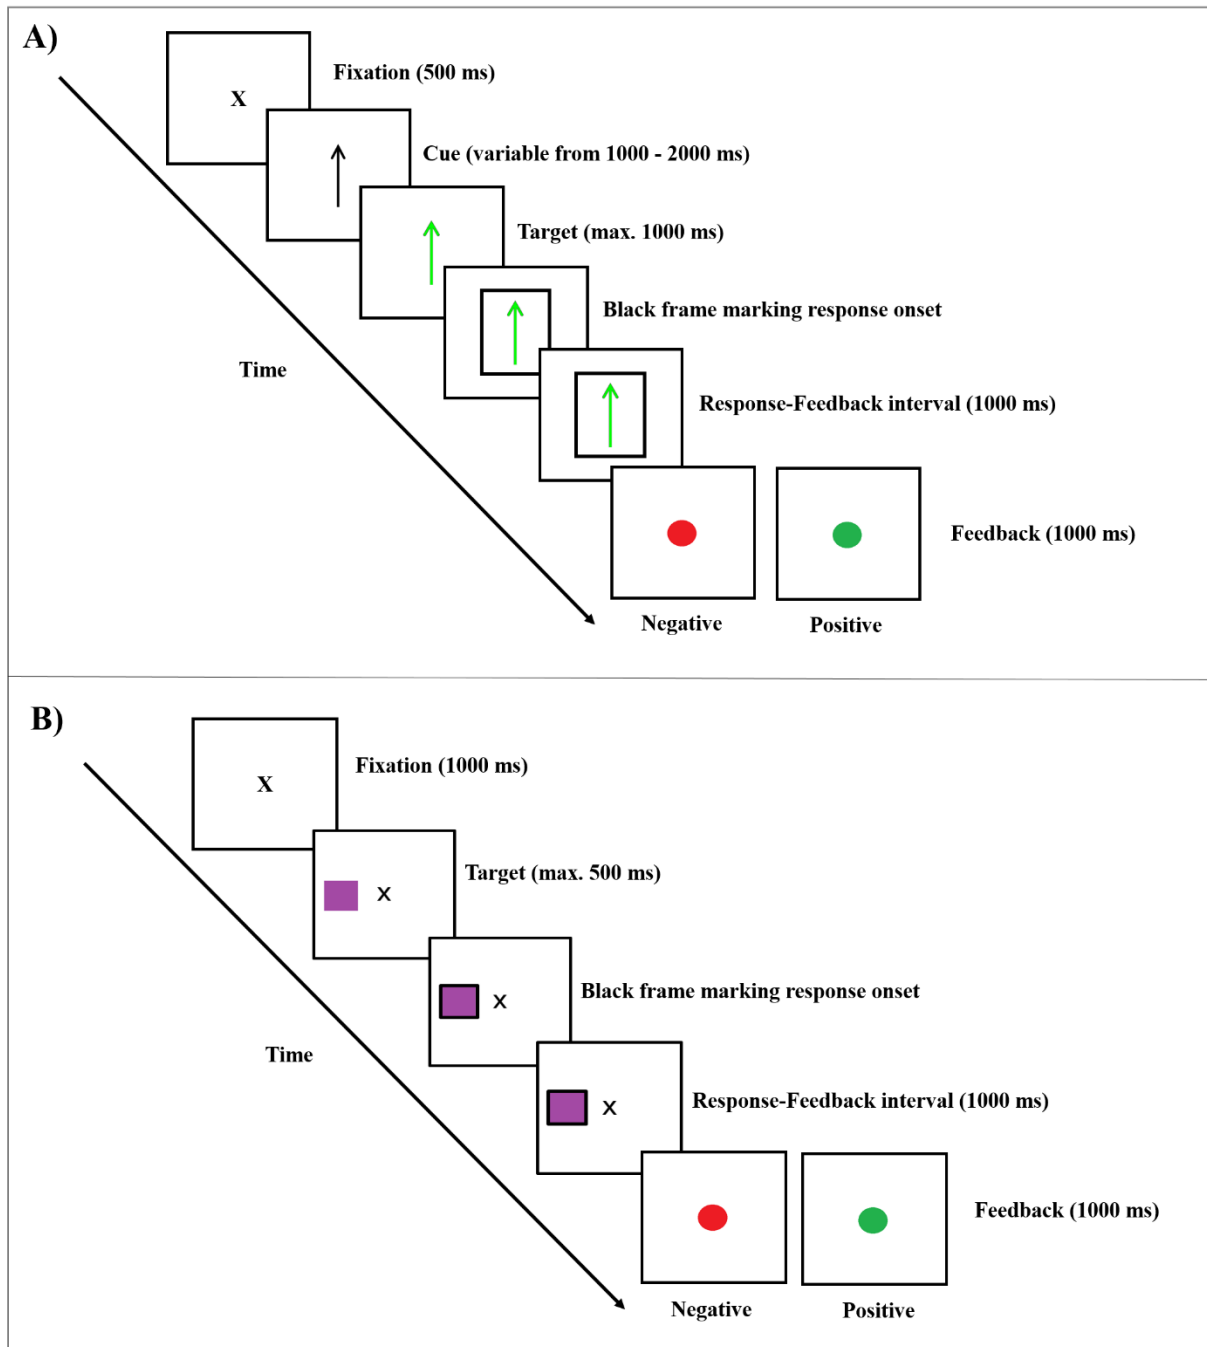 A)
X
Fixation (500 ms)
Cue (variable from 1000 - 2000 ms)
Target (max. 1000 ms)
Black frame marking response onset
Time
Response-Feedback interval (1000 ms)
Feedback (1000 ms)
Negative
Positive
B)
X
Fixation (1000 ms)
X
Target (max. 500 ms)
X
Black frame marking response onset
Time
X
Response-Feedback interval (1000 ms)
Feedback (1000 ms)
Negative
Positive